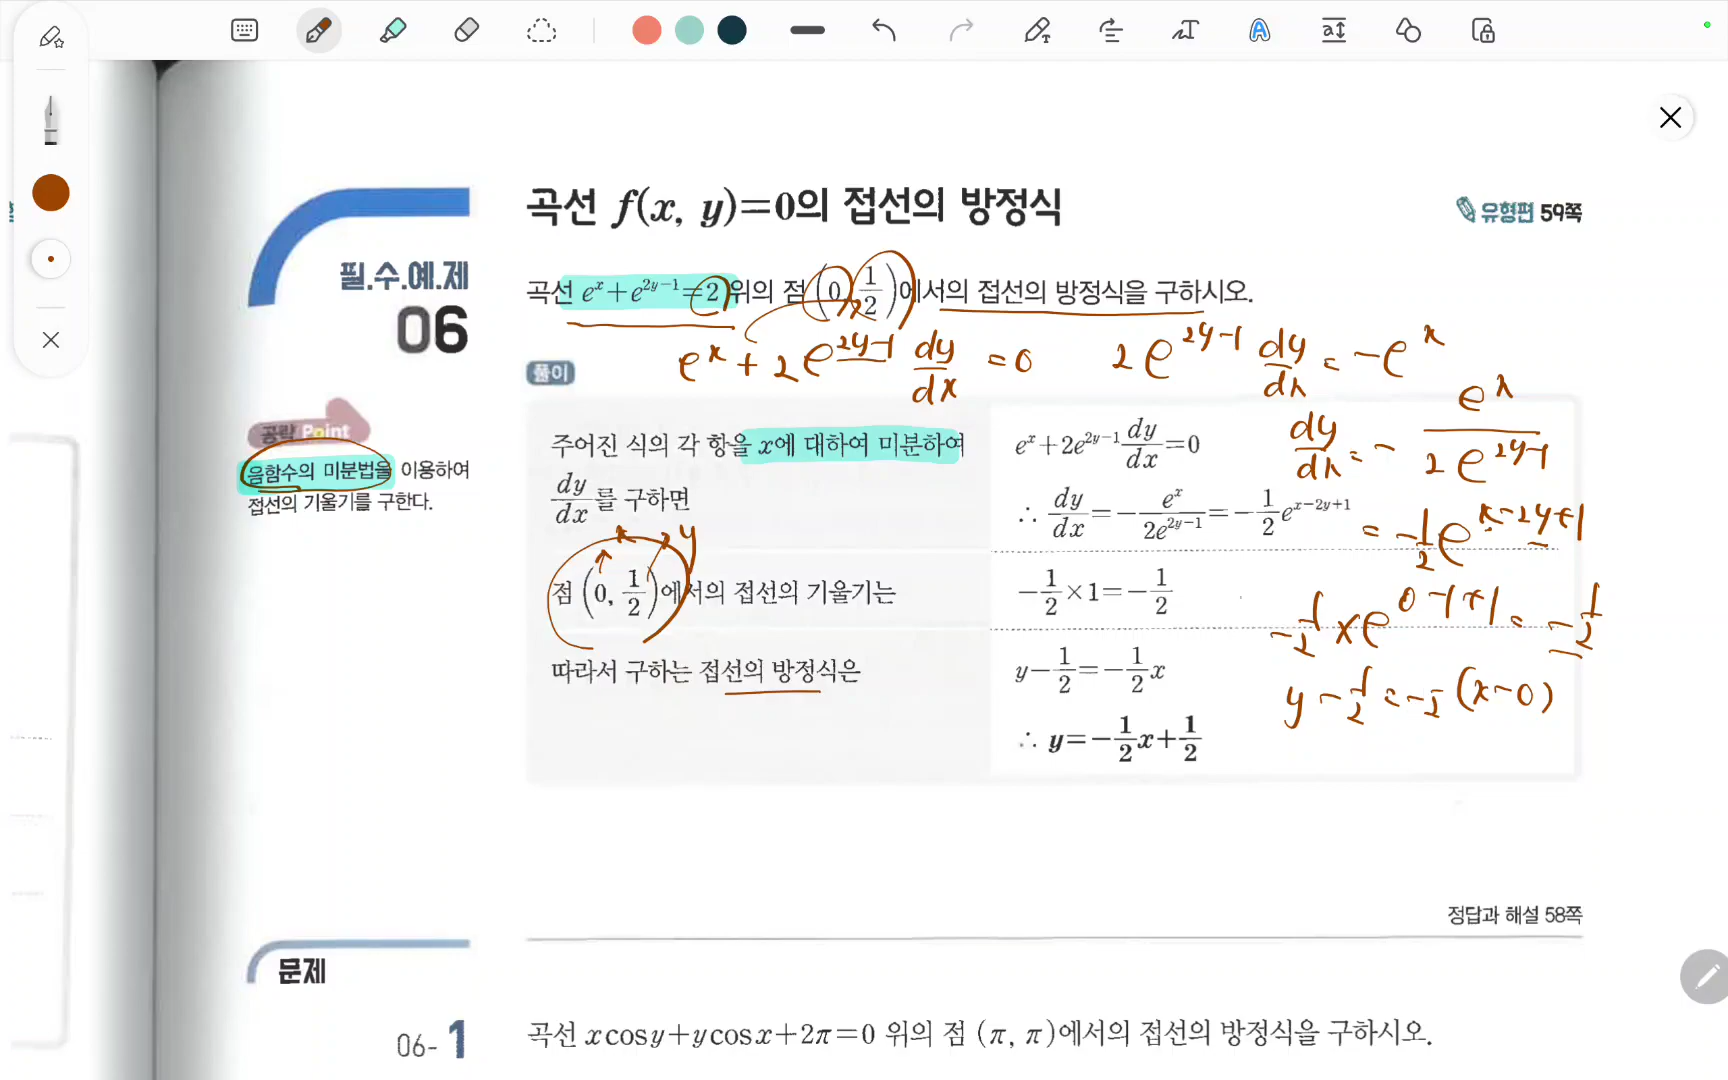 곡선 f(x, y)=0의 접선의 방정식
유형편 59쪽
필.수.예.제
06
곡선 e^x+e^{2y-1}=2 위의 점 (0, 1/2)에서의 접선의 방정식을 구하시오.
e^x + 2e^{2y-1} dy/dx = 0
2e^{2y-1} dy/dx = -e^x
풀이
공략 Point
음함수의 미분법을 이용하여
접선의 기울기를 구한다.
주어진 식의 각 항을 x에 대하여 미분하여
dy/dx를 구하면
e^x+2e^{2y-1} dy/dx=0
∴ dy/dx=-e^x/2e^{2y-1}=-1/2 e^{x-2y+1}
dy/dx = - e^x/2e^{2y-1}
= -1/2 e^{x-2y+1}
x, y
점 (0, 1/2)에서의 접선의 기울기는
-1/2×1=-1/2
-1/2 × e^{0-1+1} = -1/2
따라서 구하는 접선의 방정식은
y-1/2=-1/2x
∴ y=-1/2x+1/2
y - 1/2 = -1/2 (x-0)
정답과 해설 58쪽
문제
06-1
곡선 x cos y+y cos x+2π=0 위의 점 (π, π)에서의 접선의 방정식을 구하시오.